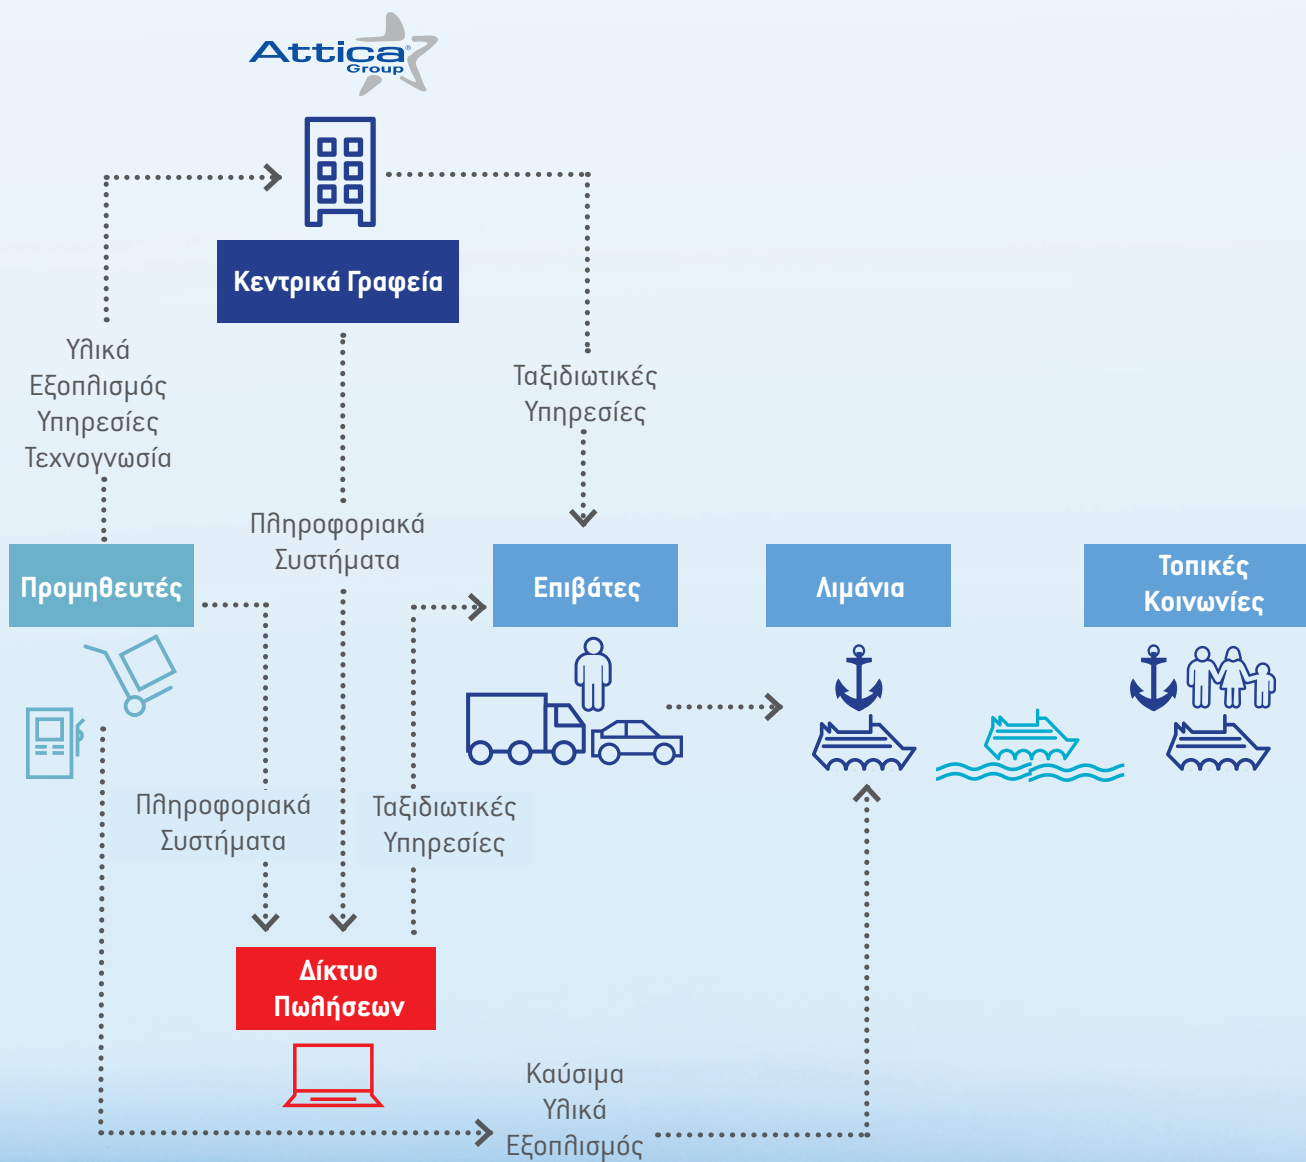 Attica®
Group
Κεντρικά Γραφεία
Υλικά
Εξοπλισμός
Υπηρεσίες
Τεχνογνωσία
Ταξιδιωτικές
Υπηρεσίες
Πληροφοριακά
Συστήματα
Προμηθευτές
Επιβάτες
Λιμάνια
Τοπικές
Κοινωνίες
Πληροφοριακά
Συστήματα
Ταξιδιωτικές
Υπηρεσίες
Δίκτυο
Πωλήσεων
Καύσιμα
Υλικά
Εξοπλισμός